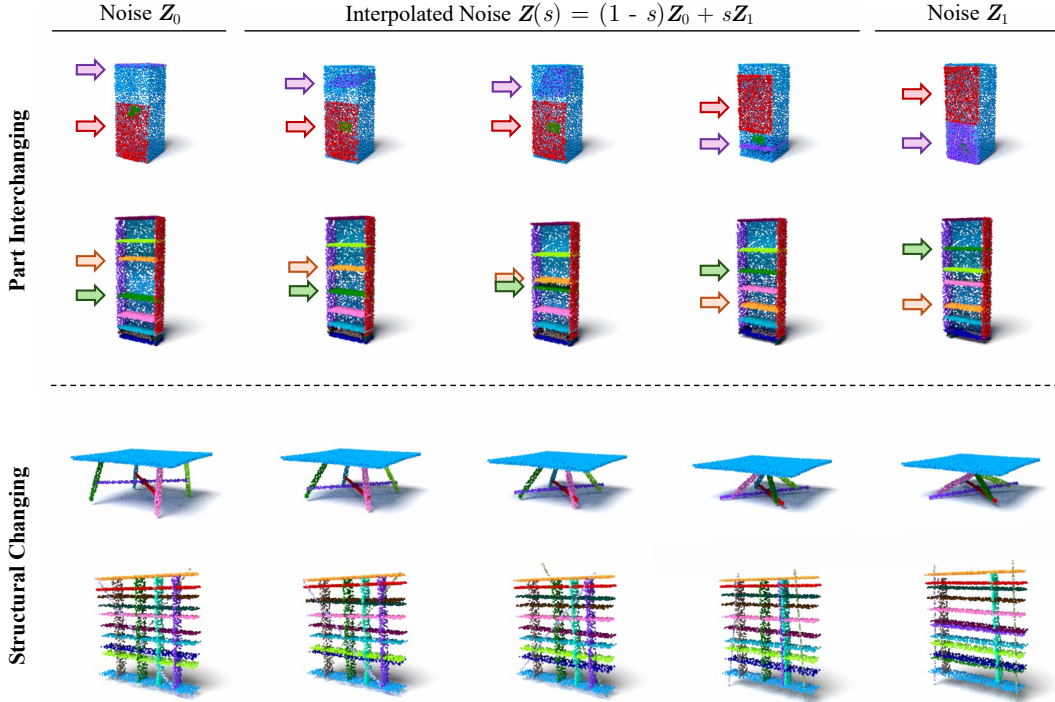 Noise Z₀
Interpolated Noise Z(s) = (1 - s)Z₀ + sZ₁
Noise Z₁
Part Interchanging
Structural Changing